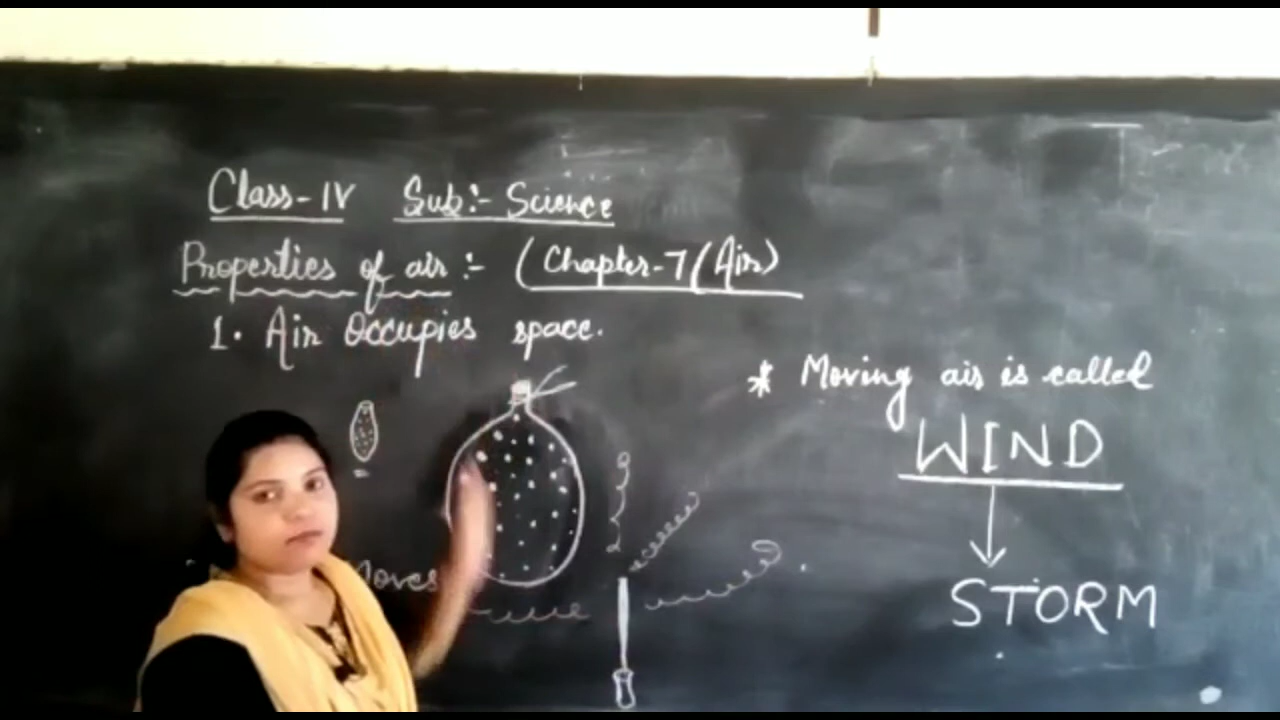 Class-IV Sub:- Science
Properties of air:- (Chapter-7(Air)
1. Air Occupies space.
Moves
* Moving air is called
WIND
STORM